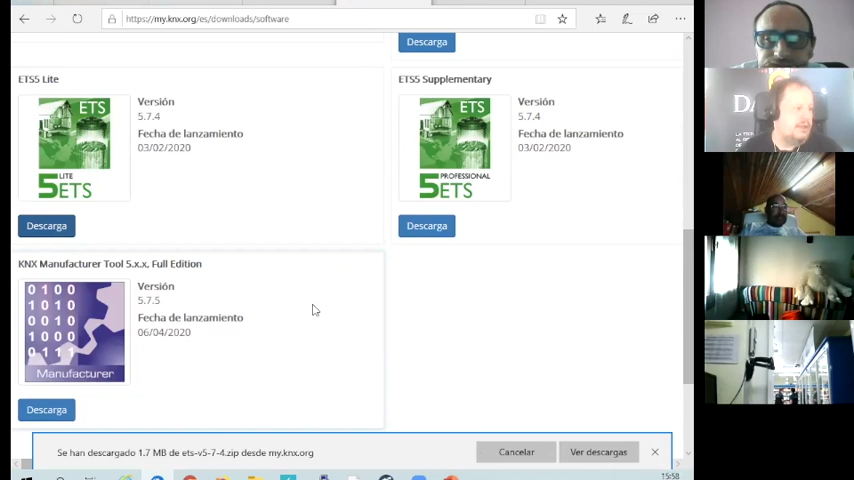 https://my.knx.org/es/downloads/software
Descarga
ETS5 Lite
ETS
LITE
5ETS
Versión
5.7.4
Fecha de lanzamiento
03/02/2020
Descarga
ETS5 Supplementary
ETS
PROFESSIONAL
5ETS
Versión
5.7.4
Fecha de lanzamiento
03/02/2020
Descarga
KNX Manufacturer Tool 5.x.x, Full Edition
0100
1010
0010
1000
0111
Manufacturer
Versión
5.7.5
Fecha de lanzamiento
06/04/2020
Descarga
Se han descargado 1.7 MB de ets-v5-7-4.zip desde my.knx.org
Cancelar
Ver descargas
15:58